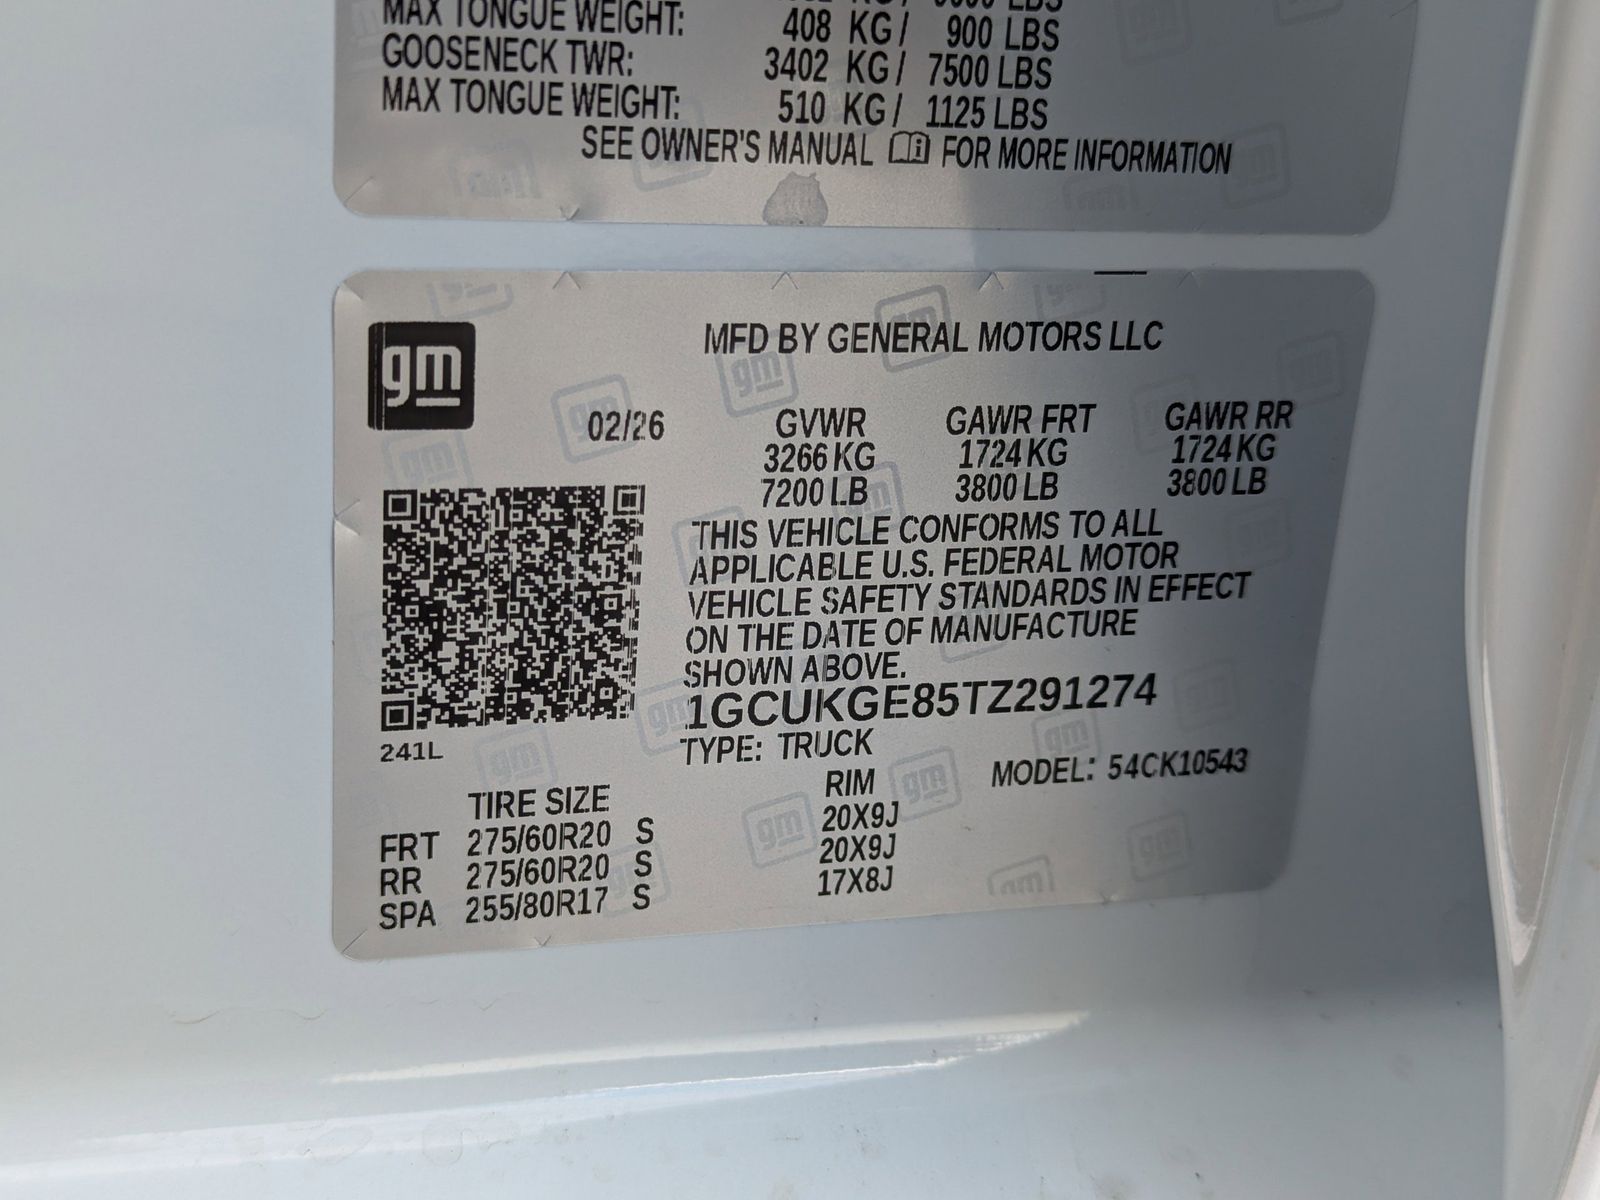 MAX TONGUE WEIGHT: 408 KG / 900 LBS
GOOSENECK TWR: 3402 KG / 7500 LBS
MAX TONGUE WEIGHT: 510 KG / 1125 LBS
SEE OWNER'S MANUAL FOR MORE INFORMATION
gm
MFD BY GENERAL MOTORS LLC
02/26 GVWR GAWR FRT GAWR RR
3266 KG 1724 KG 1724 KG
7200 LB 3800 LB 3800 LB
THIS VEHICLE CONFORMS TO ALL
APPLICABLE U.S. FEDERAL MOTOR
VEHICLE SAFETY STANDARDS IN EFFECT
ON THE DATE OF MANUFACTURE
SHOWN ABOVE.
1GCUKGE85TZ291274
241L
TYPE: TRUCK
MODEL: 54CK10543
TIRE SIZE RIM
FRT 275/60R20 S 20X9J
RR 275/60R20 S 20X9J
SPA 255/80R17 S 17X8J